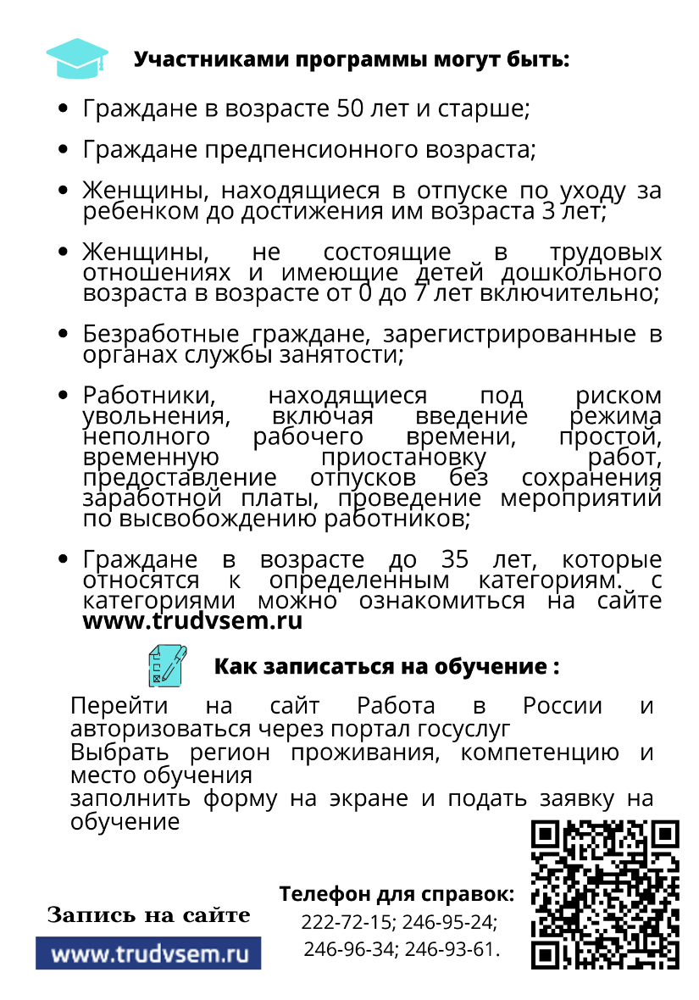 Участниками программы могут быть:
Граждане в возрасте 50 лет и старше;
Граждане предпенсионного возраста;
Женщины, находящиеся в отпуске по уходу за
ребенком до достижения им возраста 3 лет;
Женщины, не состоящие в трудовых
отношениях и имеющие детей дошкольного
возраста в возрасте от 0 до 7 лет включительно;
Безработные граждане, зарегистрированные в
органах службы занятости;
Работники, находящиеся под риском
увольнения, включая введение режима
неполного рабочего времени, простой,
временную приостановку работ,
предоставление отпусков без сохранения
заработной платы, проведение мероприятий
по высвобождению работников;
Граждане в возрасте до 35 лет, которые
относятся к определенным категориям. с
категориями можно ознакомиться на сайте
www.trudvsem.ru
Как записаться на обучение :
Перейти на сайт Работа в России и
авторизоваться через портал госуслуг
Выбрать регион проживания, компетенцию и
место обучения
заполнить форму на экране и подать заявку на
обучение
Телефон для справок:
222-72-15; 246-95-24;
246-96-34; 246-93-61.
Запись на сайте
www.trudvsem.ru